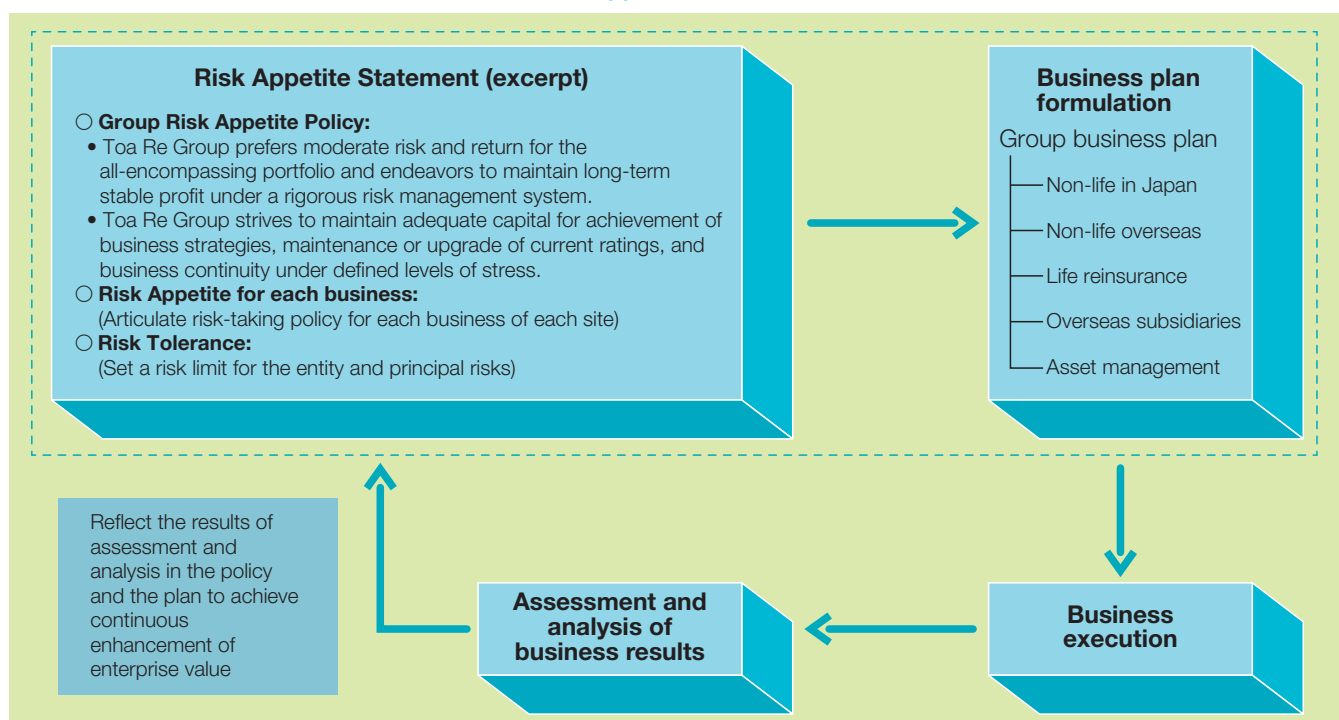 Risk Appetite Statement (excerpt)
○ Group Risk Appetite Policy:
• Toa Re Group prefers moderate risk and return for the
all-encompassing portfolio and endeavors to maintain long-term
stable profit under a rigorous risk management system.
• Toa Re Group strives to maintain adequate capital for achievement of
business strategies, maintenance or upgrade of current ratings, and
business continuity under defined levels of stress.
○ Risk Appetite for each business:
(Articulate risk-taking policy for each business of each site)
○ Risk Tolerance:
(Set a risk limit for the entity and principal risks)
Business plan
formulation
Group business plan
Non-life in Japan
Non-life overseas
Life reinsurance
Overseas subsidiaries
Asset management
Reflect the results of
assessment and
analysis in the policy
and the plan to achieve
continuous
enhancement of
enterprise value
Assessment and
analysis of
business results
Business
execution